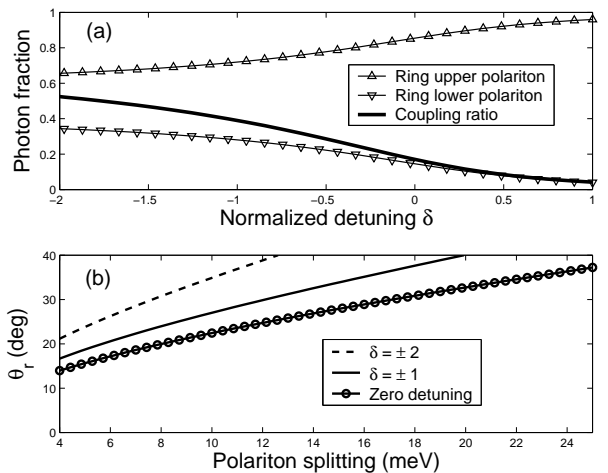 (a)
Photon fraction
1
0.8
0.6
0.4
0.2
0
Ring upper polariton
Ring lower polariton
Coupling ratio
−2 −1.5 −1 −0.5 0 0.5 1
Normalized detuning δ
(b)
θr (deg)
40
30
20
10
0
δ = ± 2
δ = ± 1
Zero detuning
4 6 8 10 12 14 16 18 20 22 24
Polariton splitting (meV)